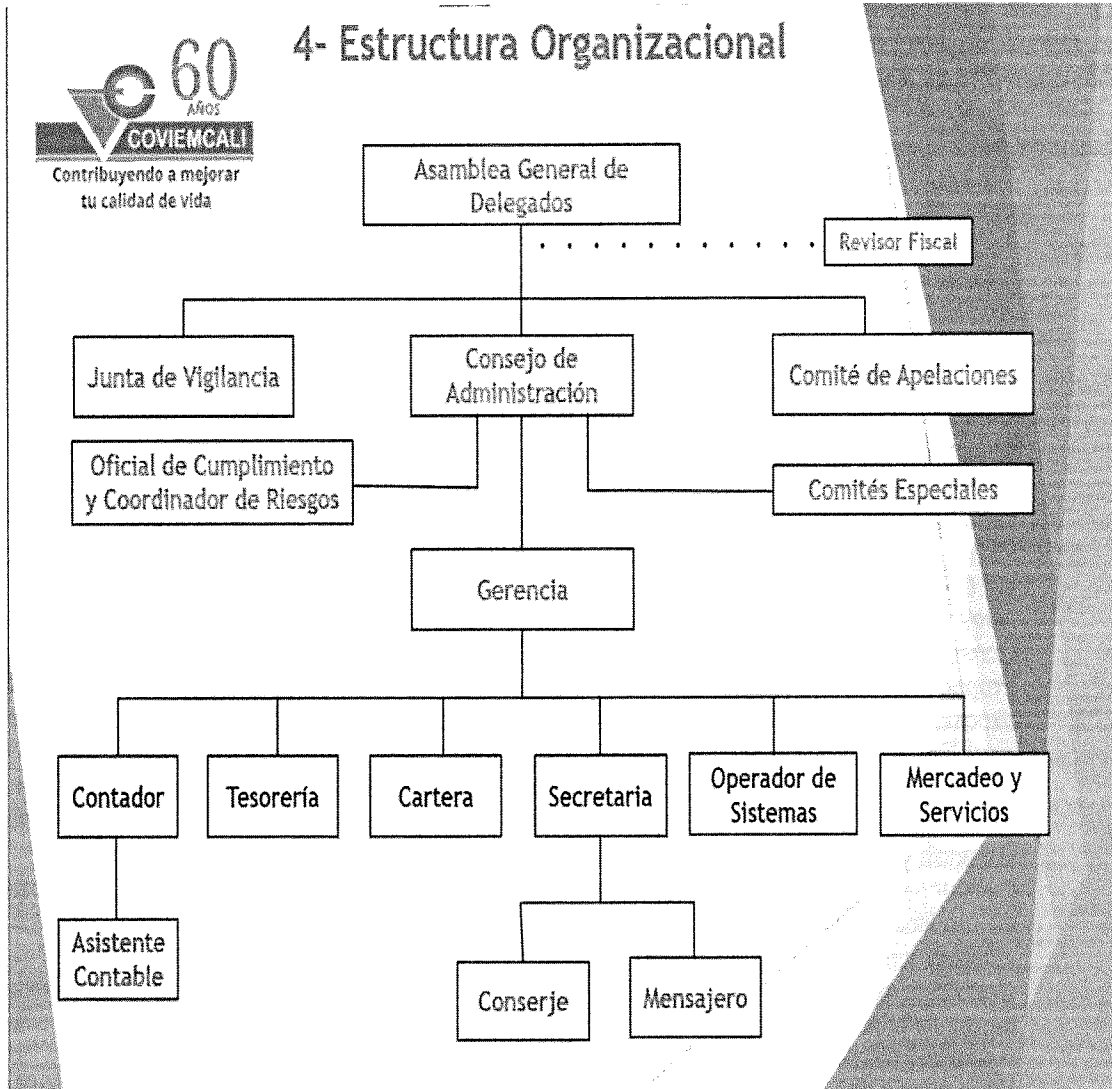 4- Estructura Organizacional
60
AÑOS
COVIEMCALI
Contribuyendo a mejorar
tu calidad de vida
Asamblea General de
Delegados
Revisor Fiscal
Junta de Vigilancia
Consejo de
Administración
Comité de Apelaciones
Oficial de Cumplimiento
y Coordinador de Riesgos
Comités Especiales
Gerencia
Contador
Tesorería
Cartera
Secretaria
Operador de
Sistemas
Mercadeo y
Servicios
Asistente
Contable
Conserje
Mensajero